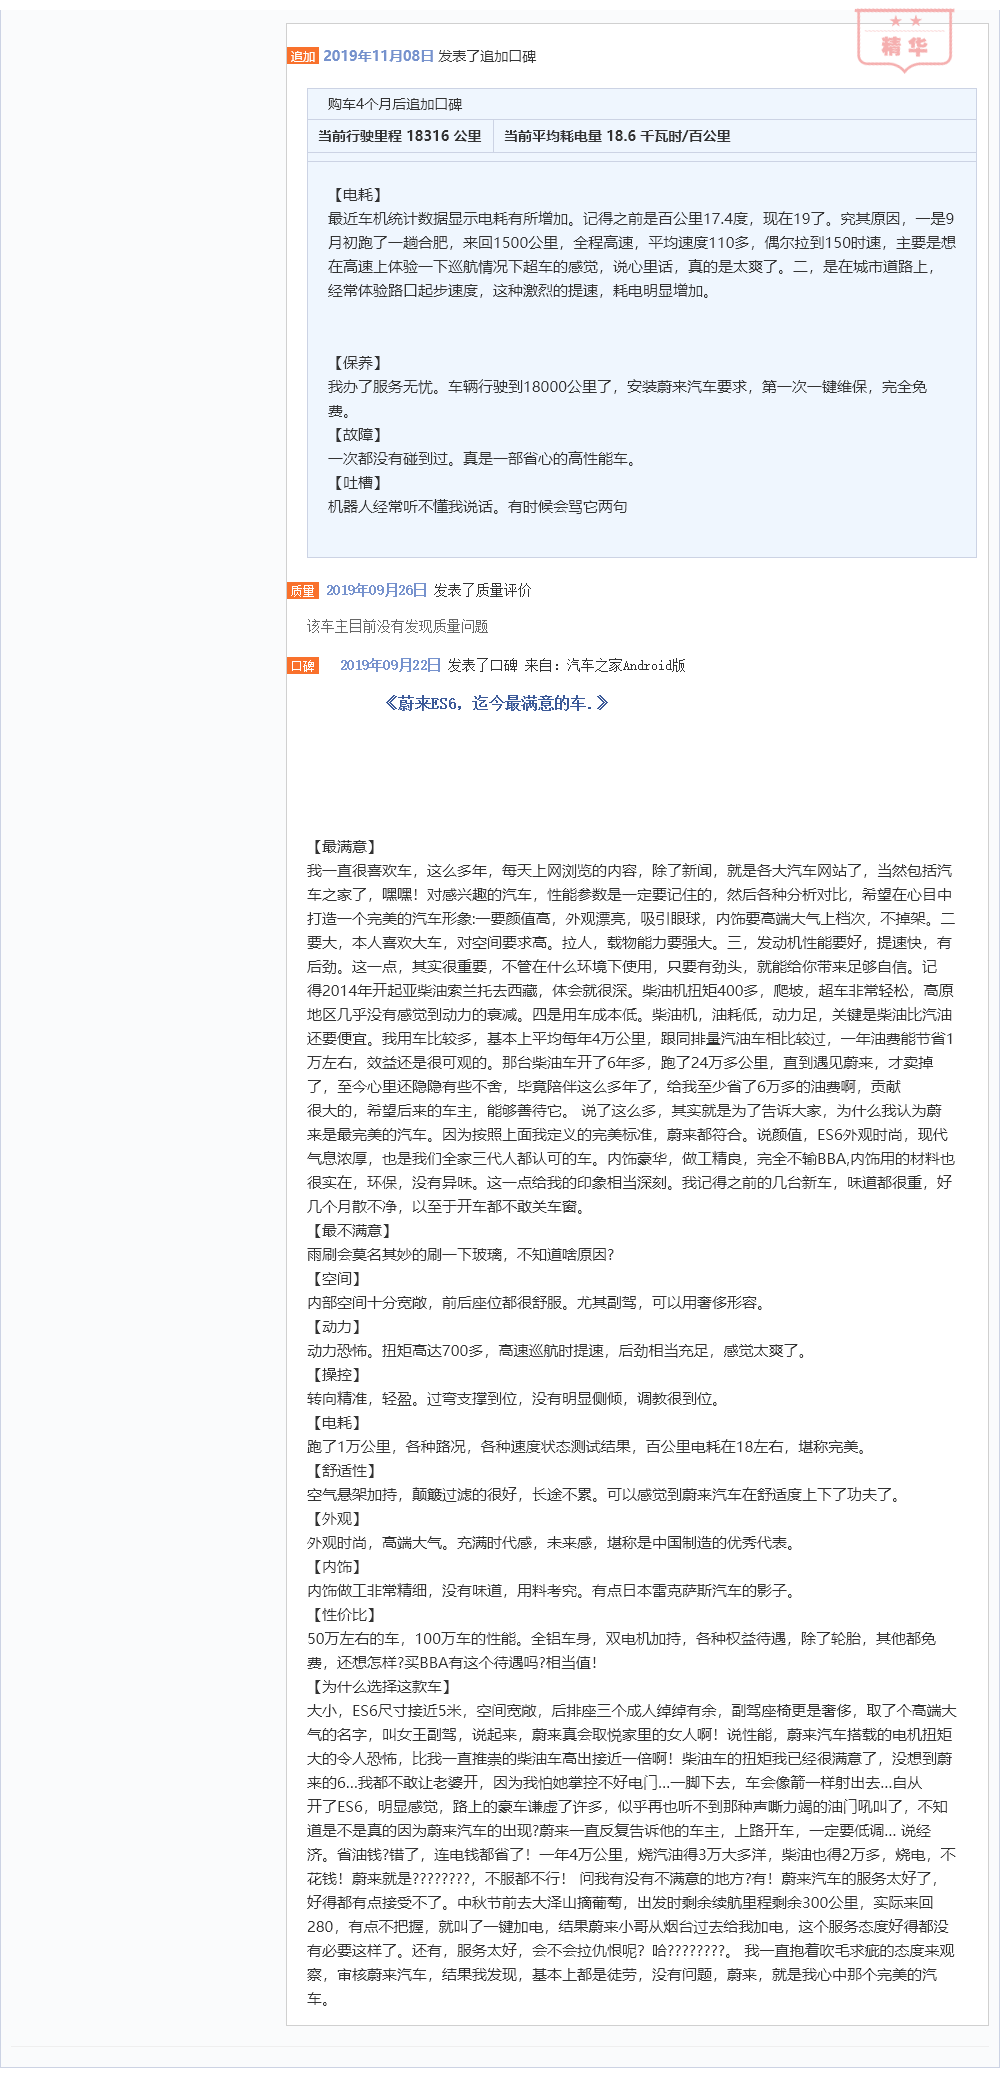 精华
追加 2019年11月08日 发表了追加口碑
购车4个月后追加口碑
当前行驶里程 18316 公里 当前平均耗电量 18.6 千瓦时/百公里
【电耗】
最近车机统计数据显示电耗有所增加。记得之前是百公里17.4度，现在19了。究其原因，一是9
月初跑了一趟合肥，来回1500公里，全程高速，平均速度110多，偶尔拉到150时速，主要是想
在高速上体验一下巡航情况下超车的感觉，说心里话，真的是太爽了。二，是在城市道路上，
经常体验路口起步速度，这种激烈的提速，耗电明显增加。
【保养】
我办了服务无忧。车辆行驶到18000公里了，安装蔚来汽车要求，第一次一键维保，完全免
费。
【故障】
一次都没有碰到过。真是一部省心的高性能车。
【吐槽】
机器人经常听不懂我说话。有时候会骂它两句
质量 2019年09月26日 发表了质量评价
该车主目前没有发现质量问题
口碑 2019年09月22日 发表了口碑 来自：汽车之家Android版
《蔚来ES6，迄今最满意的车.》
【最满意】
我一直很喜欢车，这么多年，每天上网浏览的内容，除了新闻，就是各大汽车网站了，当然包括汽
车之家了，嘿嘿！对感兴趣的汽车，性能参数是一定要记住的，然后各种分析对比，希望在心目中
打造一个完美的汽车形象:一要颜值高，外观漂亮，吸引眼球，内饰要高端大气上档次，不掉架。二
要大，本人喜欢大车，对空间要求高。拉人，载物能力要强大。三，发动机性能要好，提速快，有
后劲。这一点，其实很重要，不管在什么环境下使用，只要有劲头，就能给你带来足够自信。记
得2014年开起亚柴油索兰托去西藏，体会就很深。柴油机扭矩400多，爬坡，超车非常轻松，高原
地区几乎没有感觉到动力的衰减。四是用车成本低。柴油机，油耗低，动力足，关键是柴油比汽油
还要便宜。我用车比较多，基本上平均每年4万公里，跟同排量汽油车相比较过，一年油费能节省1
万左右，效益还是很可观的。那台柴油车开了6年多，跑了24万多公里，直到遇见蔚来，才卖掉
了，至今心里还隐隐有些不舍，毕竟陪伴这么多年了，给我至少省了6万多的油费啊，贡献
很大的，希望后来的车主，能够善待它。 说了这么多，其实就是为了告诉大家，为什么我认为蔚
来是最完美的汽车。因为按照上面我定义的完美标准，蔚来都符合。说颜值，ES6外观时尚，现代
气息浓厚，也是我们全家三代人都认可的车。内饰豪华，做工精良，完全不输BBA,内饰用的材料也
很实在，环保，没有异味。这一点给我的印象相当深刻。我记得之前的几台新车，味道都很重，好
几个月散不净，以至于开车都不敢关车窗。
【最不满意】
雨刷会莫名其妙的刷一下玻璃，不知道啥原因?
【空间】
内部空间十分宽敞，前后座位都很舒服。尤其副驾，可以用奢侈形容。
【动力】
动力恐怖。扭矩高达700多，高速巡航时提速，后劲相当充足，感觉太爽了。
【操控】
转向精准，轻盈。过弯支撑到位，没有明显侧倾，调教很到位。
【电耗】
跑了1万公里，各种路况，各种速度状态测试结果，百公里电耗在18左右，堪称完美。
【舒适性】
空气悬架加持，颠簸过滤的很好，长途不累。可以感觉到蔚来汽车在舒适度上下了功夫了。
【外观】
外观时尚，高端大气。充满时代感，未来感，堪称是中国制造的优秀代表。
【内饰】
内饰做工非常精细，没有味道，用料考究。有点日本雷克萨斯汽车的影子。
【性价比】
50万左右的车，100万车的性能。全铝车身，双电机加持，各种权益待遇，除了轮胎，其他都免
费，还想怎样?买BBA有这个待遇吗?相当值！
【为什么选择这款车】
大小，ES6尺寸接近5米，空间宽敞，后排座三个成人绰绰有余，副驾座椅更是奢侈，取了个高端大
气的名字，叫女王副驾，说起来，蔚来真会取悦家里的女人啊！说性能，蔚来汽车搭载的电机扭矩
大的令人恐怖，比我一直推崇的柴油车高出接近一倍啊！柴油车的扭矩我已经很满意了，没想到蔚
来的6...我都不敢让老婆开，因为我怕她掌控不好电门...一脚下去，车会像箭一样射出去...自从
开了ES6，明显感觉，路上的豪车谦虚了许多，似乎再也听不到那种声嘶力竭的油门吼叫了，不知
道是不是真的因为蔚来汽车的出现?蔚来一直反复告诉他的车主，上路开车，一定要低调... 说经
济。省油钱?错了，连电钱都省了！一年4万公里，烧汽油得3万大多洋，柴油也得2万多，烧电，不
花钱！蔚来就是????????，不服都不行！ 问我有没有不满意的地方?有！蔚来汽车的服务太好了，
好得都有点接受不了。中秋节前去大泽山摘葡萄，出发时剩余续航里程剩余300公里，实际来回
280，有点不把握，就叫了一键加电，结果蔚来小哥从烟台过去给我加电，这个服务态度好得都没
有必要这样了。还有，服务太好，会不会拉仇恨呢？哈????????。 我一直抱着吹毛求疵的态度来观
察，审核蔚来汽车，结果我发现，基本上都是徒劳，没有问题，蔚来，就是我心中那个完美的汽
车。